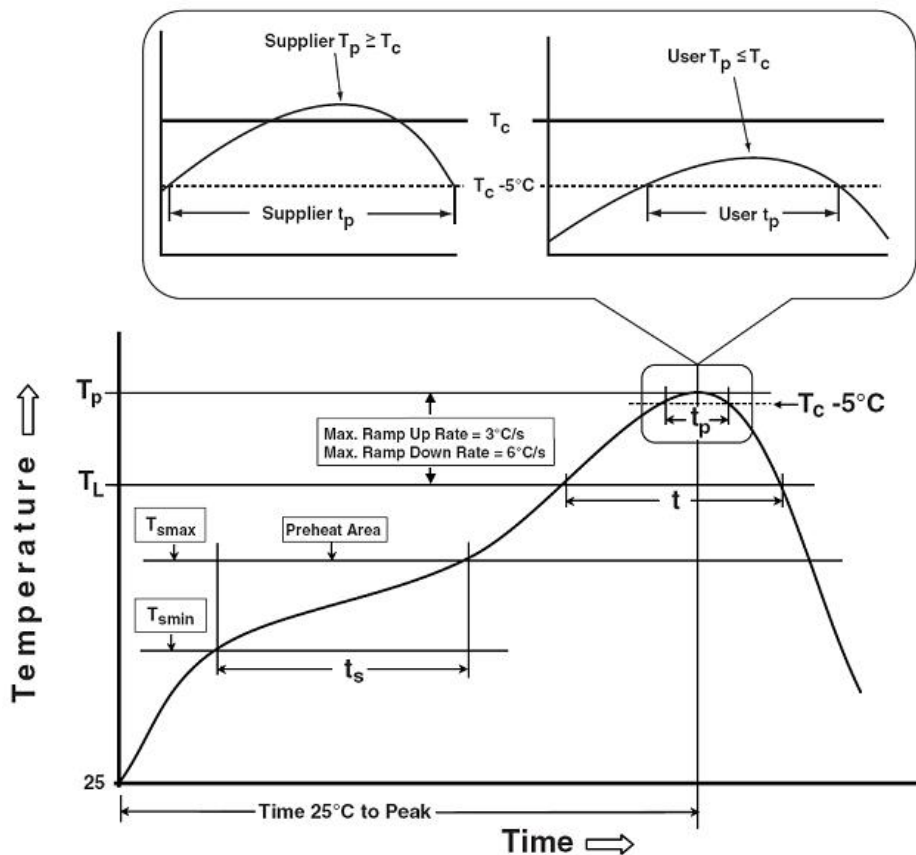 Supplier Tp ≥ Tc
User Tp ≤ Tc
Tc
Tc -5°C
Supplier tp
User tp
Tp
Tc -5°C
tp
Max. Ramp Up Rate = 3°C/s
Max. Ramp Down Rate = 6°C/s
TL
t
Tsmax
Preheat Area
Tsmin
ts
Temperature
25
Time 25°C to Peak
Time